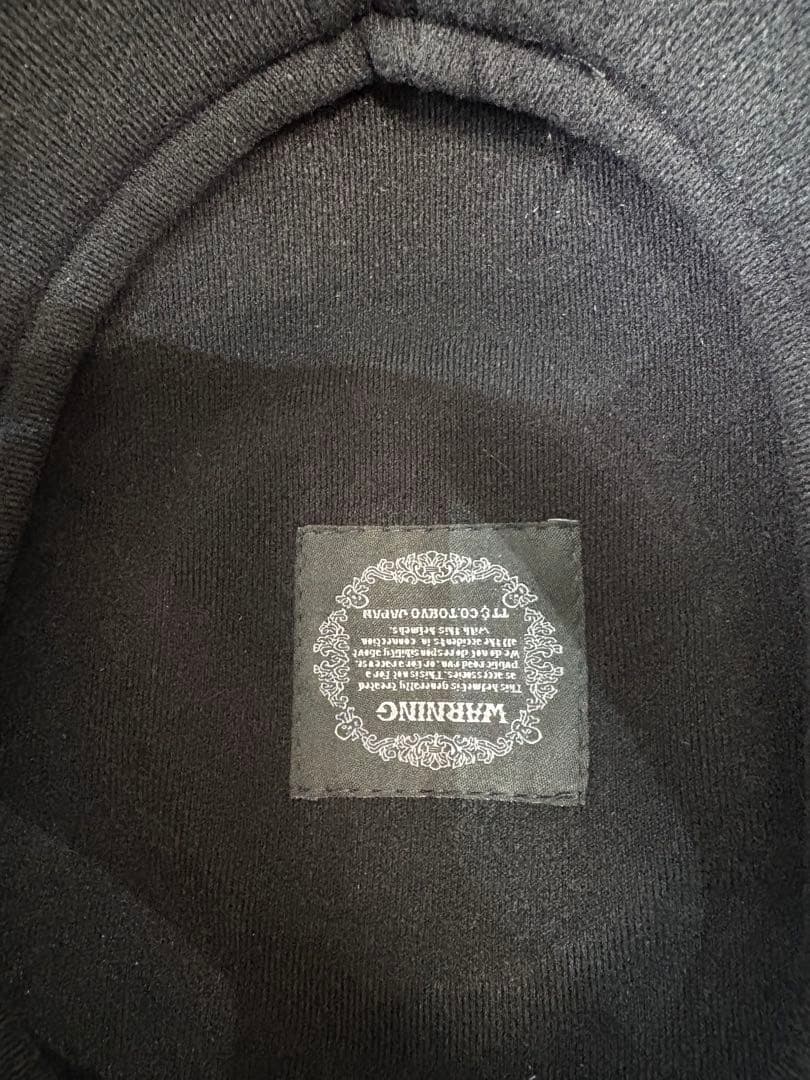 WARNING
This helmet is generally treated
as accessories. This is not for a
public road run, or for a race use.
We do not do responsibility about
all the accidents in connection
with this helmets.
TT&CO.TOKYO JAPAN